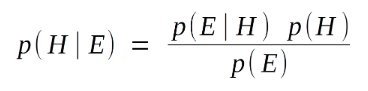 p(H | E) = p(E | H) p(H) / p(E)